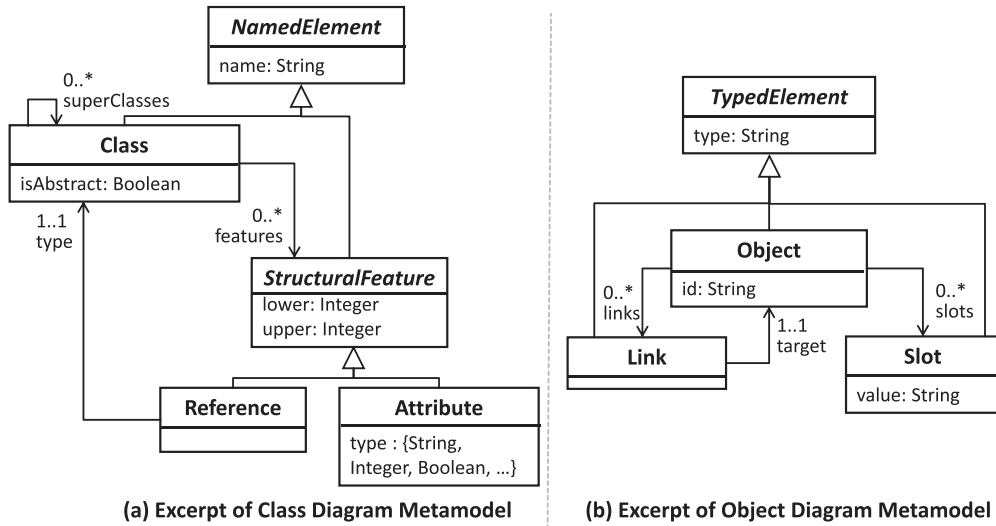 NamedElement
name: String
0..*
superClasses
Class
isAbstract: Boolean
1..1
type
0..*
features
StructuralFeature
lower: Integer
upper: Integer
Reference
Attribute
type : {String,
Integer, Boolean, ...}
(a) Excerpt of Class Diagram Metamodel
TypedElement
type: String
Object
id: String
0..*
links
1..1
target
0..*
slots
Link
Slot
value: String
(b) Excerpt of Object Diagram Metamodel